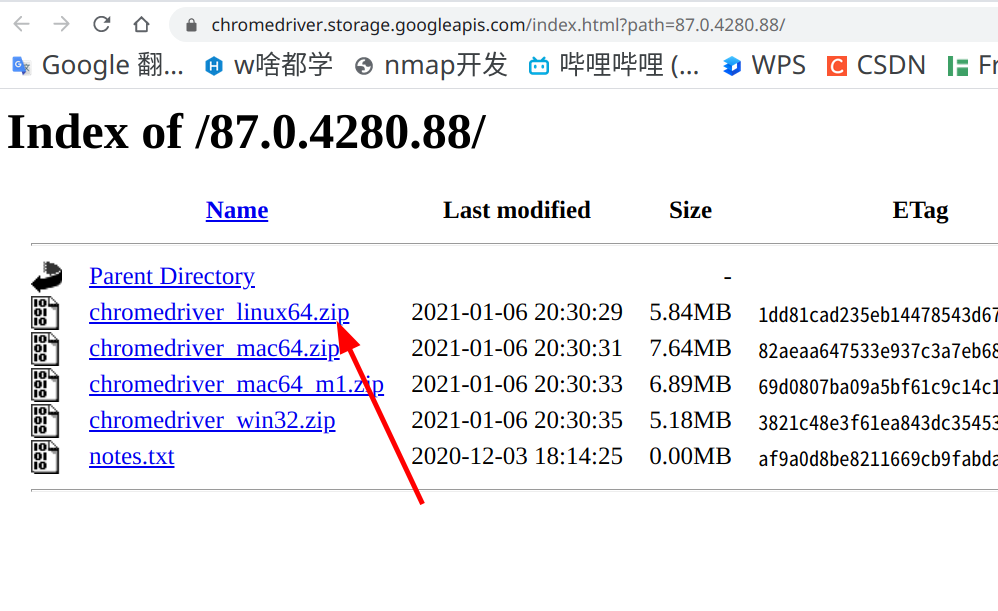 chromedriver.storage.googleapis.com/index.html?path=87.0.4280.88/
Google 翻... w啥都学 nmap开发 哔哩哔哩 (... WPS CSDN Fr
Index of /87.0.4280.88/
Name Last modified Size ETag
Parent Directory -
chromedriver_linux64.zip 2021-01-06 20:30:29 5.84MB 1dd81cad235eb14478543d67
chromedriver_mac64.zip 2021-01-06 20:30:31 7.64MB 82aeaa647533e937c3a7eb68
chromedriver_mac64_m1.zip 2021-01-06 20:30:33 6.89MB 69d0807ba09a5bf61c9c14c1
chromedriver_win32.zip 2021-01-06 20:30:35 5.18MB 3821c48e3f61ea843dc35453
notes.txt 2020-12-03 18:14:25 0.00MB af9a0d8be8211669cb9fabda